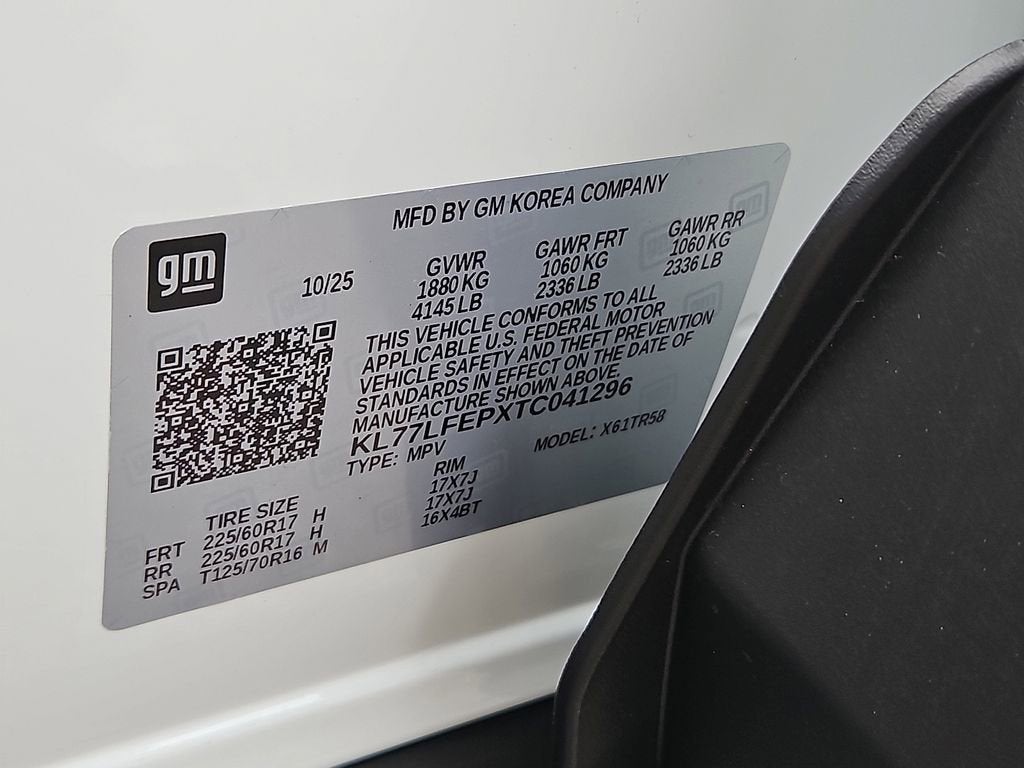 MFD BY GM KOREA COMPANY
gm
10/25
GVWR GAWR FRT GAWR RR
1880 KG 1060 KG 1060 KG
4145 LB 2336 LB 2336 LB
THIS VEHICLE CONFORMS TO ALL
APPLICABLE U.S. FEDERAL MOTOR
VEHICLE SAFETY AND THEFT PREVENTION
STANDARDS IN EFFECT ON THE DATE OF
MANUFACTURE SHOWN ABOVE.
KL77LFEPXTC041296
TYPE: MPV MODEL: X61TR58
TIRE SIZE RIM
FRT 225/60R17 H 17X7J
RR 225/60R17 H 17X7J
SPA T125/70R16 M 16X4BT